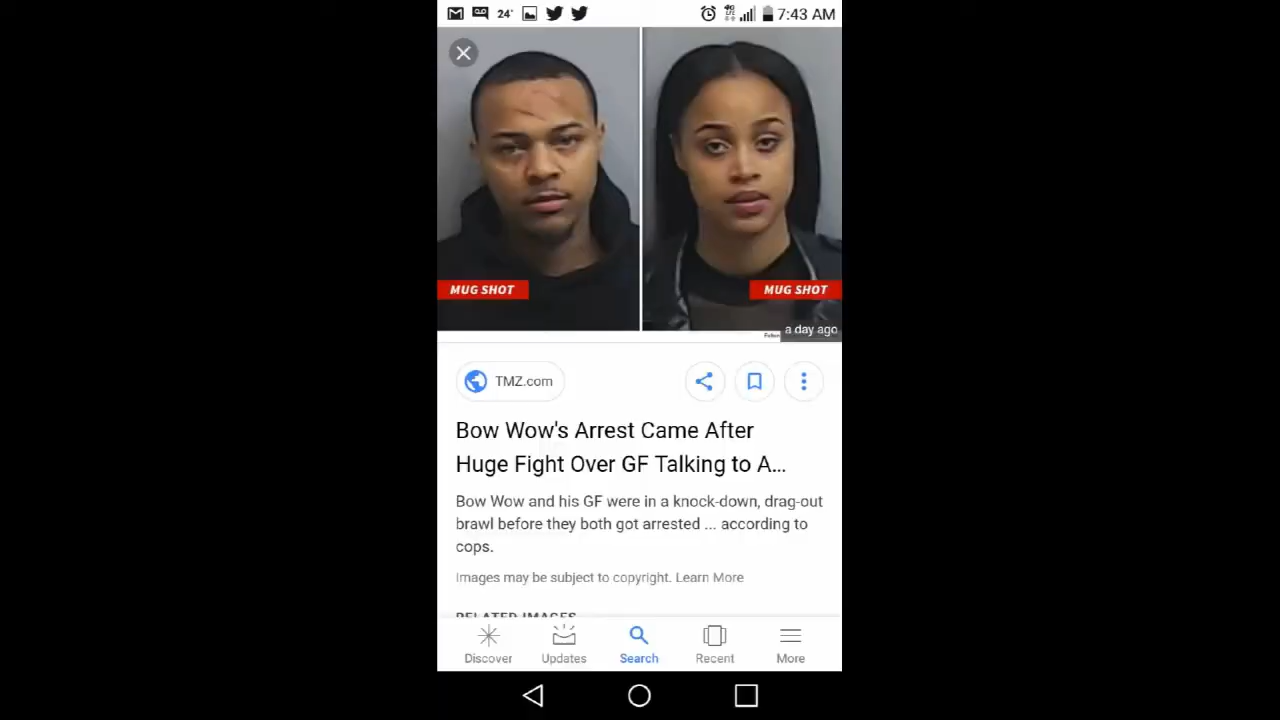 24°
7:43 AM
MUG SHOT
MUG SHOT
a day ago
TMZ.com
Bow Wow's Arrest Came After
Huge Fight Over GF Talking to A...
Bow Wow and his GF were in a knock-down, drag-out
brawl before they both got arrested ... according to
cops.
Images may be subject to copyright. Learn More
RELATED IMAGES
Discover Updates Search Recent More